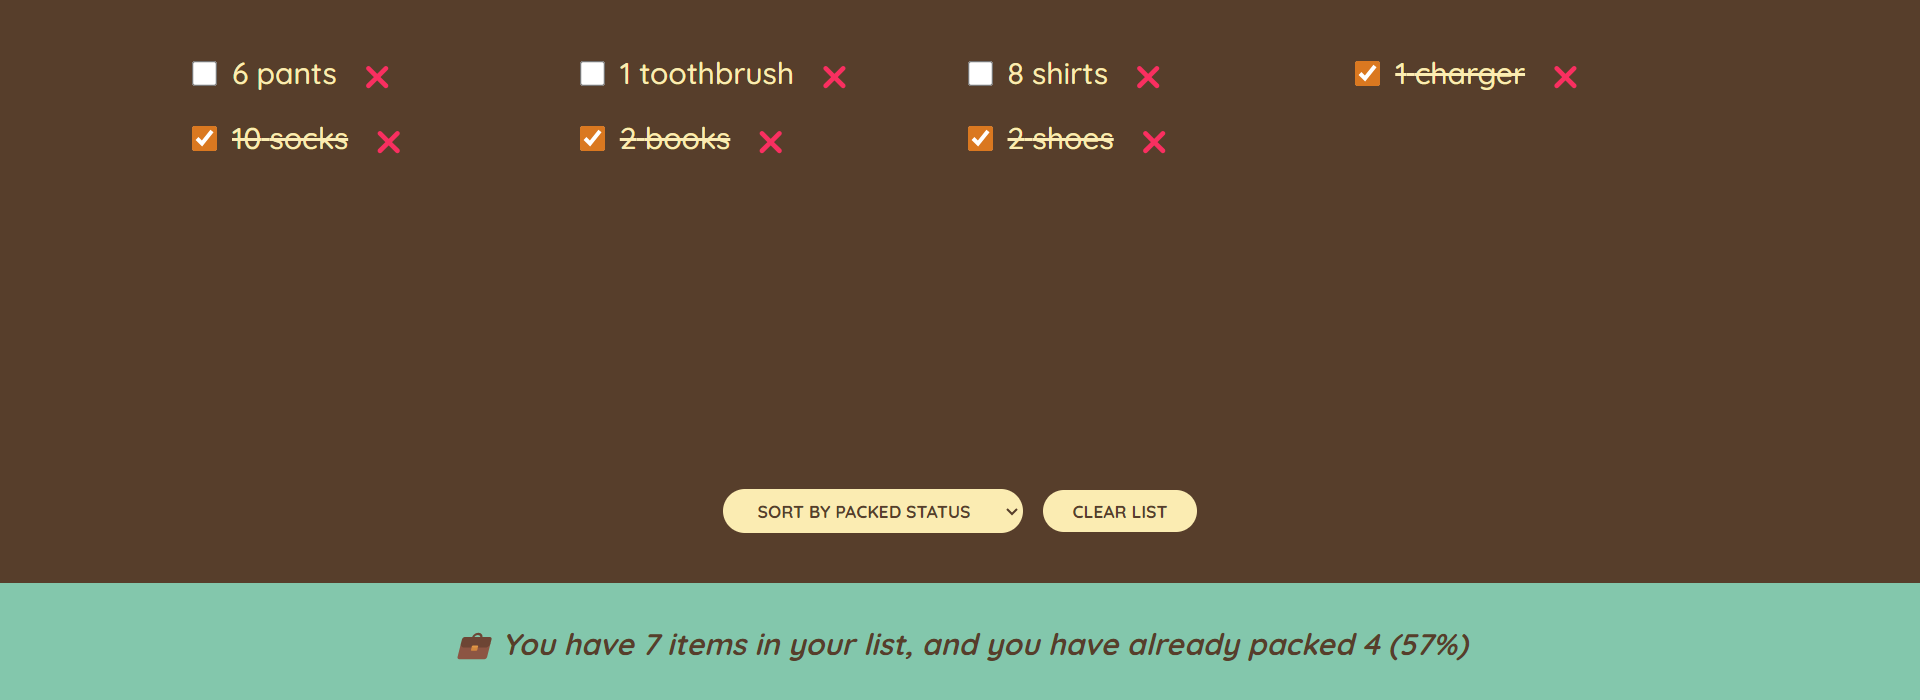 6 pants
1 toothbrush
8 shirts
1 charger
10 socks
2 books
2 shoes
SORT BY PACKED STATUS
CLEAR LIST
You have 7 items in your list, and you have already packed 4 (57%)